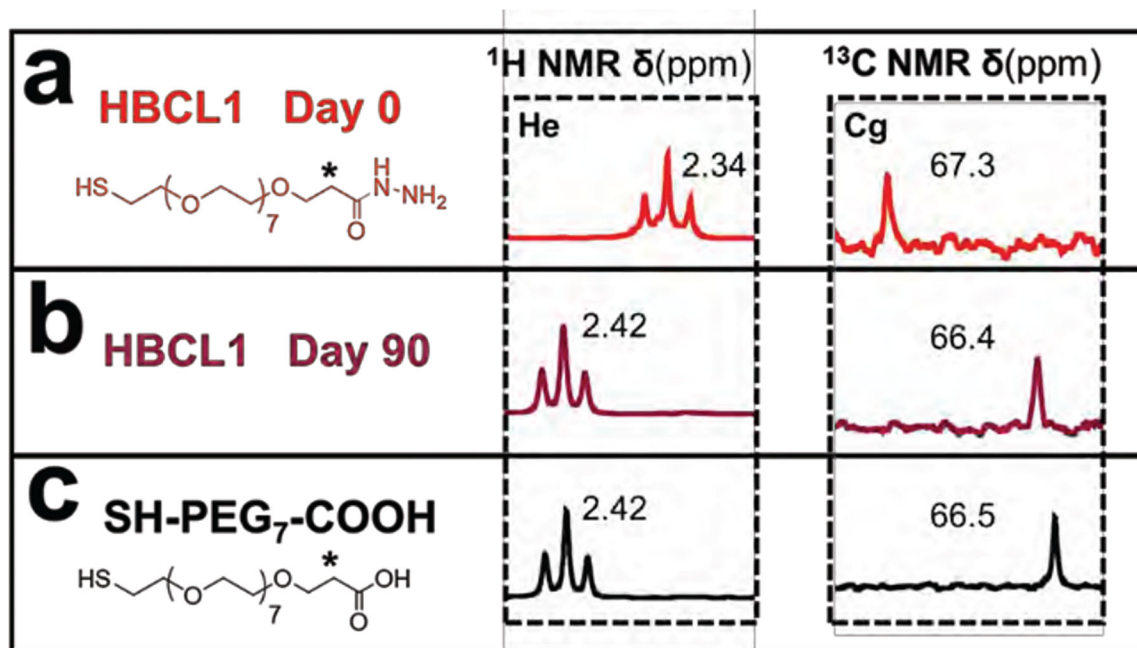 ¹H NMR δ(ppm)
¹³C NMR δ(ppm)
a
HBCL1 Day 0
HS O 7 O * O H N NH₂
He
2.34
Cg
67.3
b
HBCL1 Day 90
2.42
66.4
c
SH-PEG₇-COOH
HS O 7 O * O OH
2.42
66.5